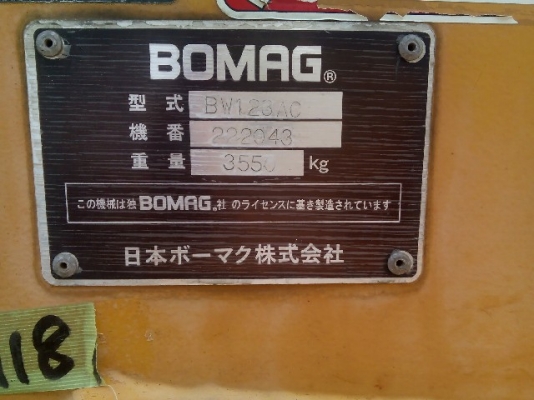 BOMAG®
型式 BW123AC
機番 222943
重量 3550 kg
この機械は独BOMAG®社のライセンスに基き製造されています
日本ボーマク株式会社
118